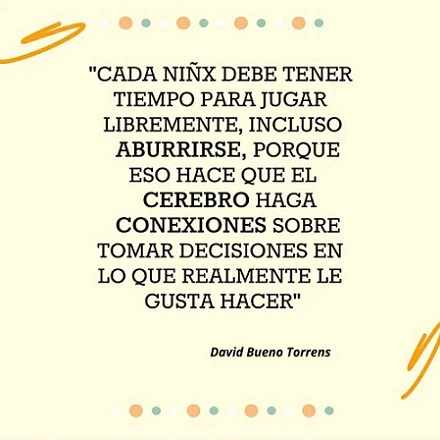 "CADA NIÑX DEBE TENER
TIEMPO PARA JUGAR
LIBREMENTE, INCLUSO
ABURRIRSE, PORQUE
ESO HACE QUE EL
CEREBRO HAGA
CONEXIONES SOBRE
TOMAR DECISIONES EN
LO QUE REALMENTE LE
GUSTA HACER"
David Bueno Torrens